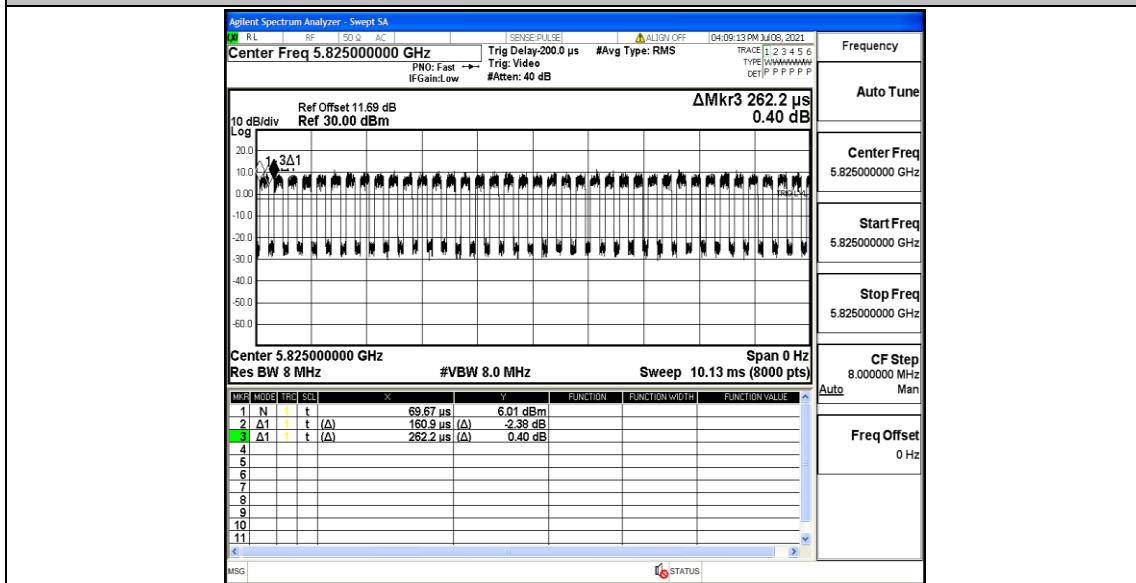 Agilent Spectrum Analyzer - Swept SA
RL RF 50 Ω AC SENSE:PULSE ALIGN OFF 04:09:13 PM Jul 08, 2021
Center Freq 5.825000000 GHz
PNO: Fast
IFGain:Low
Trig Delay-200.0 µs
Trig: Video
#Atten: 40 dB
#Avg Type: RMS
TRACE 1 2 3 4 5 6
TYPE
DET P P P P P P
Ref Offset 11.69 dB
Ref 30.00 dBm
10 dB/div
Log
ΔMkr3 262.2 µs
0.40 dB
20.0
10.0
0.00
-10.0
-20.0
-30.0
-40.0
-50.0
-60.0
1
3Δ1
Center 5.825000000 GHz
Span 0 Hz
Res BW 8 MHz
#VBW 8.0 MHz
Sweep 10.13 ms (8000 pts)
MKR MODE TRC SCL X Y FUNCTION FUNCTION WIDTH FUNCTION VALUE
1 N 1 t 69.67 µs 6.01 dBm
2 Δ1 1 t (Δ) 160.9 µs (Δ) -2.38 dB
3 Δ1 1 t (Δ) 262.2 µs (Δ) 0.40 dB
4
5
6
7
8
9
10
11
MSG
STATUS
Frequency
Auto Tune
Center Freq
5.825000000 GHz
Start Freq
5.825000000 GHz
Stop Freq
5.825000000 GHz
CF Step
8.000000 MHz
Auto Man
Freq Offset
0 Hz